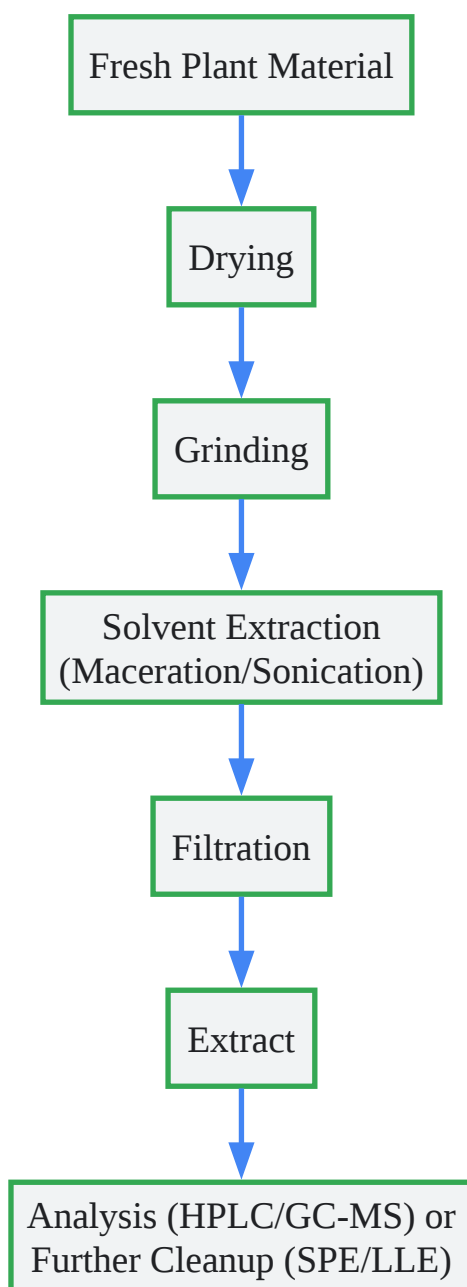 Fresh Plant Material
Drying
Grinding
Solvent Extraction
(Maceration/Sonication)
Filtration
Extract
Analysis (HPLC/GC-MS) or
Further Cleanup (SPE/LLE)